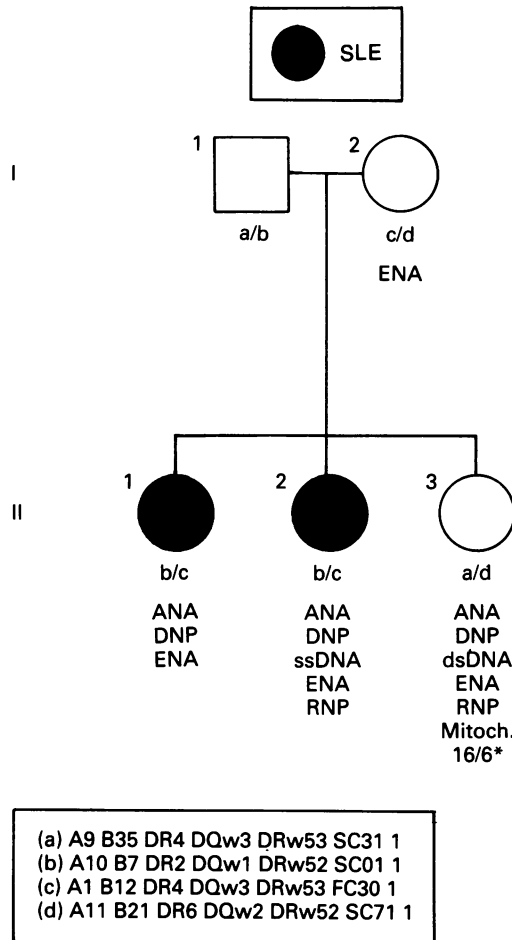 SLE
1 2
I
a/b c/d
ENA
1 2 3
II
b/c b/c a/d
ANA ANA ANA
DNP DNP DNP
ENA ssDNA dsDNA
ENA ENA
RNP RNP
Mitoch.
16/6*
(a) A9 B35 DR4 DQw3 DRw53 SC31 1
(b) A10 B7 DR2 DQw1 DRw52 SC01 1
(c) A1 B12 DR4 DQw3 DRw53 FC30 1
(d) A11 B21 DR6 DQw2 DRw52 SC71 1